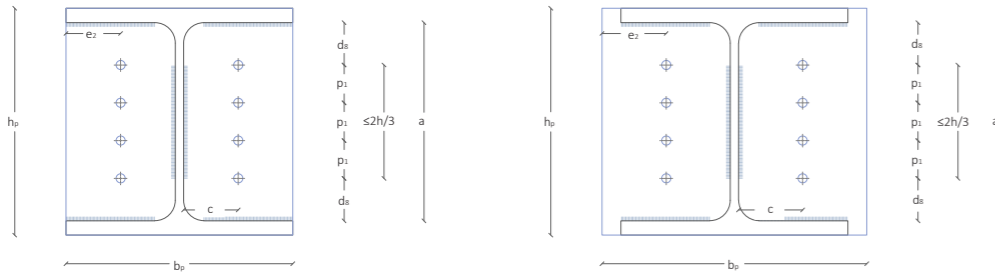 e₂
d₈
p₁
hₚ
p₁
≤2h/3
a
p₁
d₈
c
bₚ
e₂
d₈
p₁
hₚ
p₁
≤2h/3
a
p₁
d₈
c
bₚ